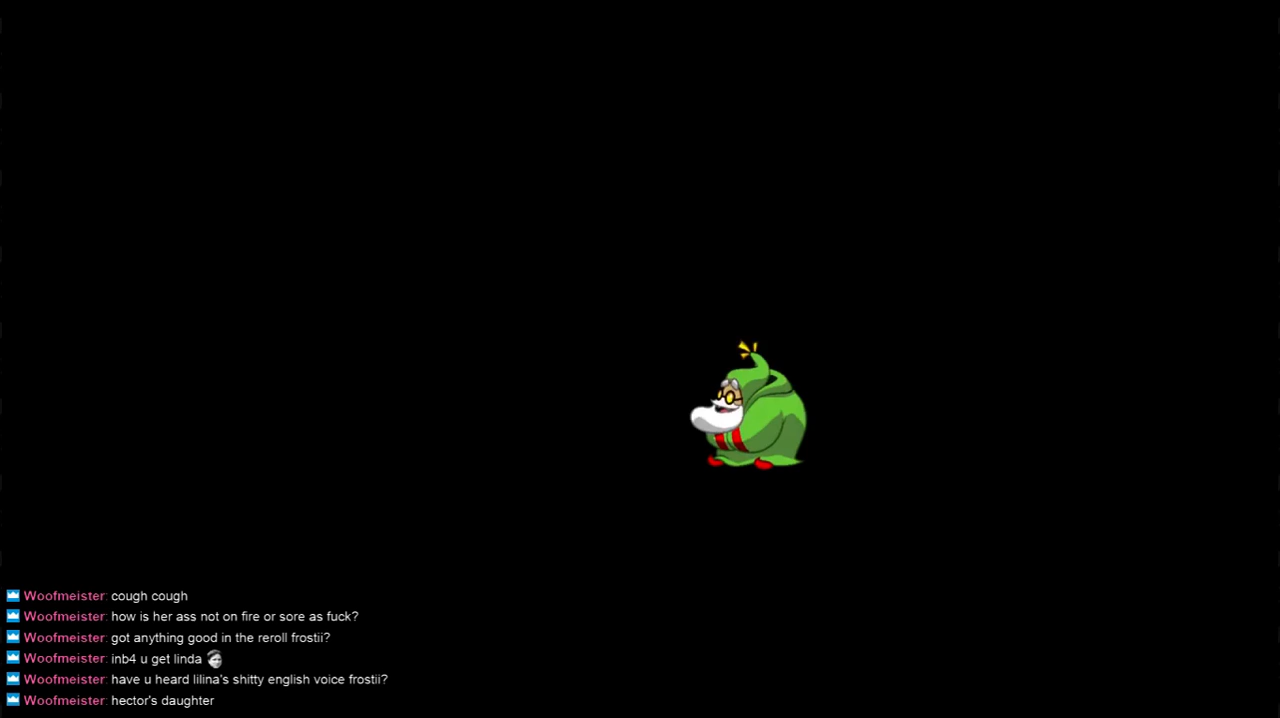 Woofmeister: cough cough
Woofmeister: how is her ass not on fire or sore as fuck?
Woofmeister: got anything good in the reroll frostii?
Woofmeister: inb4 u get linda
Woofmeister: have u heard lilina's shitty english voice frostii?
Woofmeister: hector's daughter